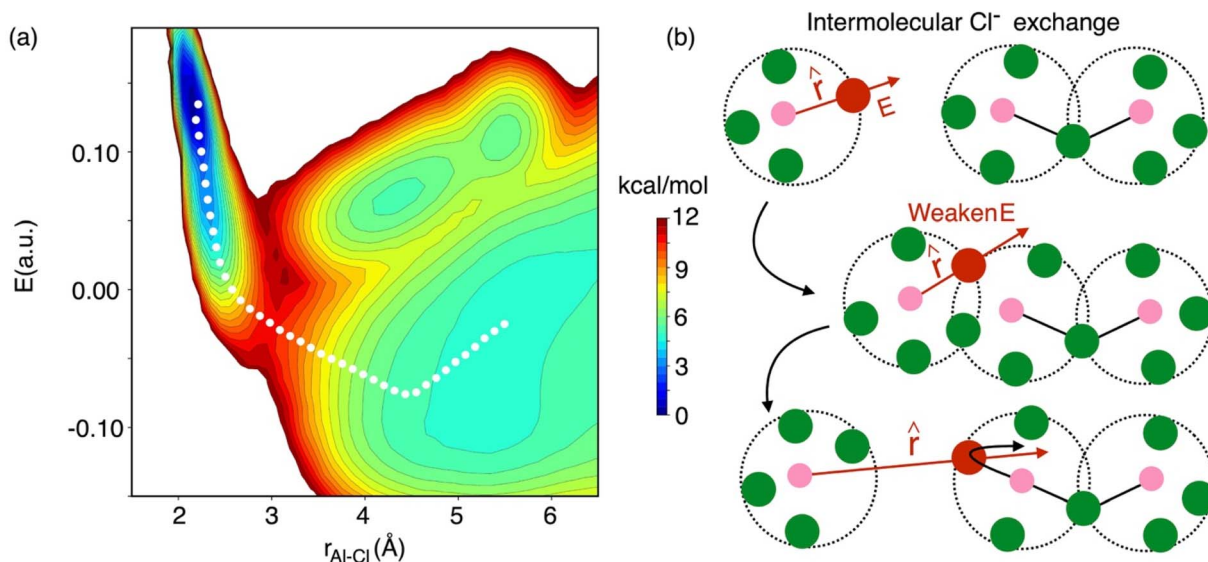 (a)
E(a.u.)
0.10
0.00
-0.10
2 3 4 5 6
rAl-Cl (Å)
kcal/mol
12
9
6
3
0
(b)
Intermolecular Cl⁻ exchange
r̂
E
Weaken E
r̂
r̂